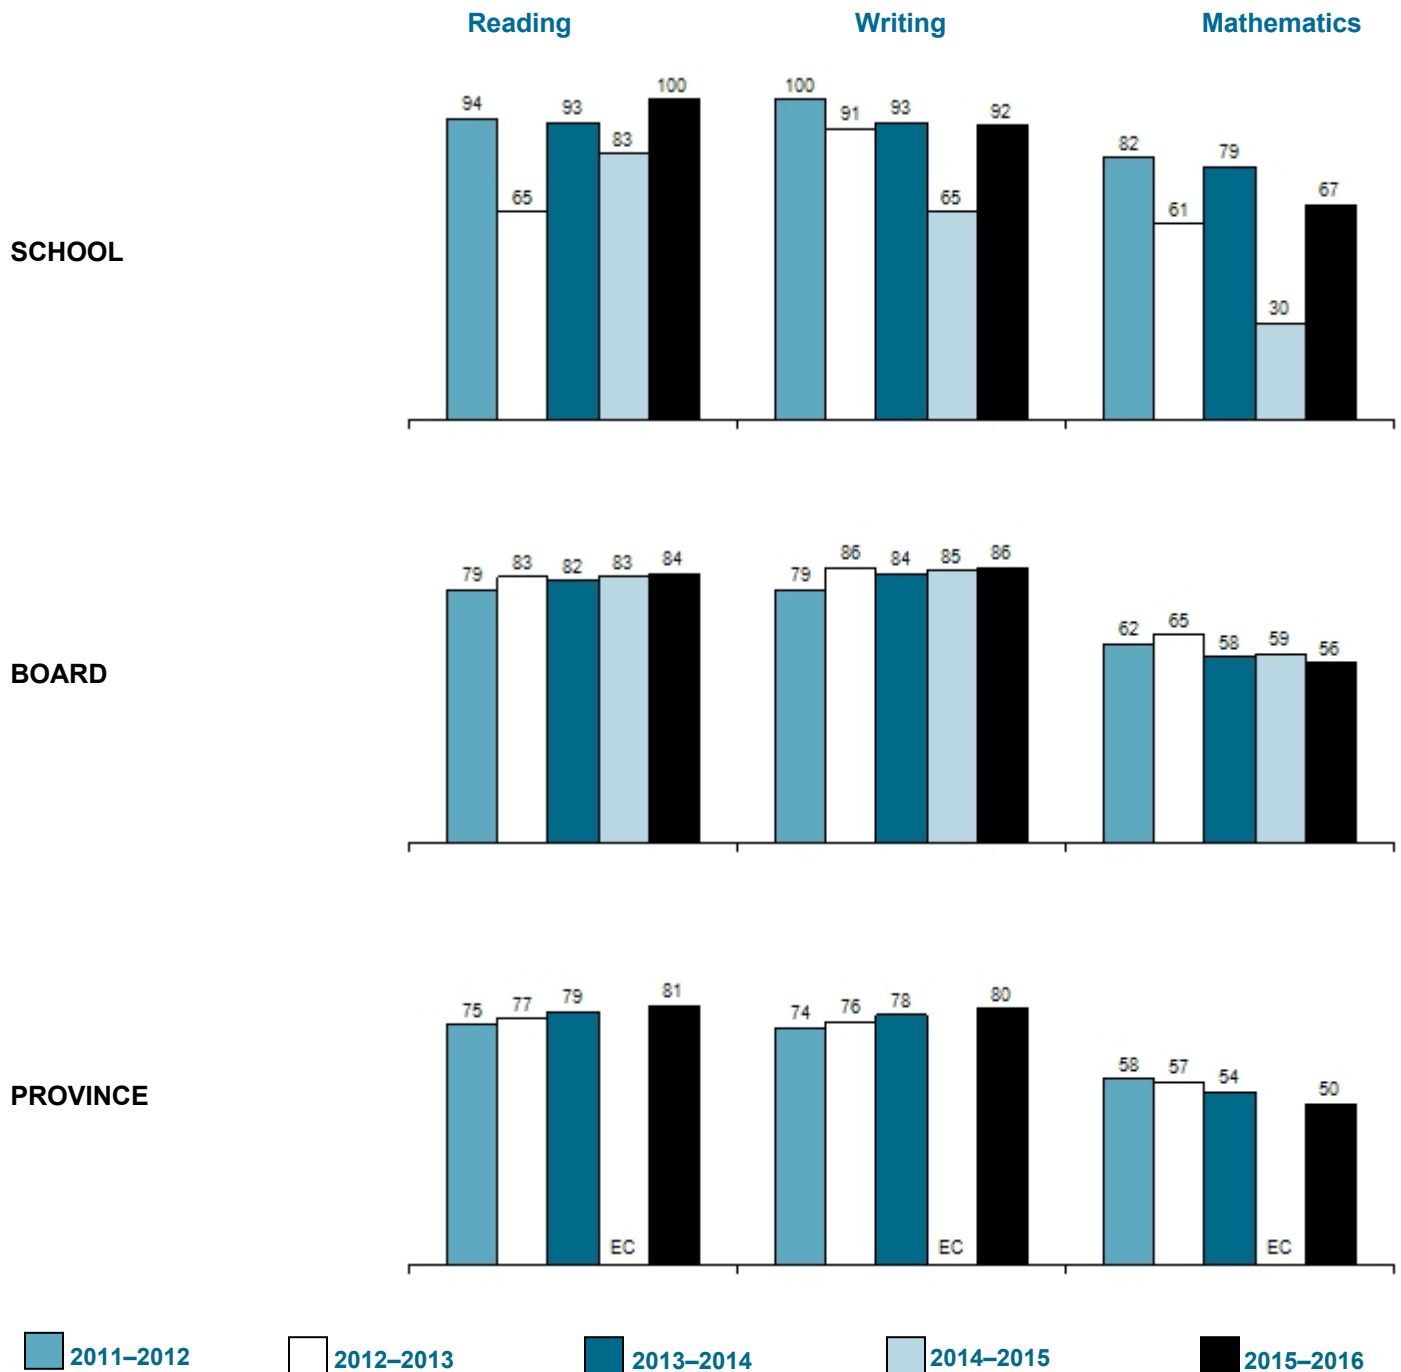 Reading Writing Mathematics
SCHOOL
94 65 93 83 100
100 91 93 65 92
82 61 79 30 67
BOARD
79 83 82 83 84
79 86 84 85 86
62 65 58 59 56
PROVINCE
75 77 79 EC 81
74 76 78 EC 80
58 57 54 EC 50
2011–2012 2012–2013 2013–2014 2014–2015 2015–2016